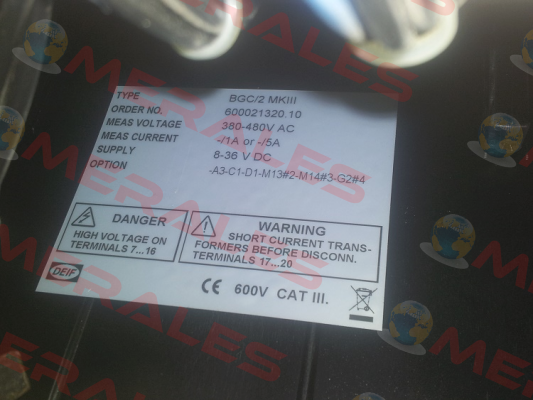 TYPE BGC/2 MKIII
ORDER NO. 600021320.10
MEAS VOLTAGE 380-480V AC
MEAS CURRENT -/1A or -/5A
SUPPLY 8-36 V DC
OPTION -A3-C1-D1-M13#2-M14#3-G2#4
DANGER
HIGH VOLTAGE ON
TERMINALS 7...16
WARNING
SHORT CURRENT TRANS-
FORMERS BEFORE DISCONN.
TERMINALS 17...20
DEIF
CE 600V CAT III.
MERALES
MERALES
MERALES
MERALES